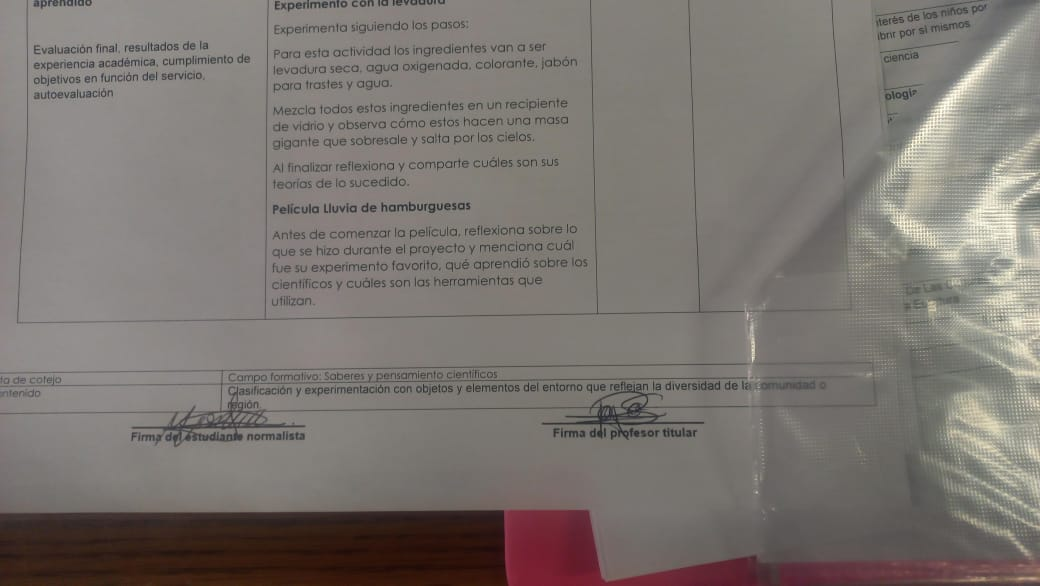 aprendido
Evaluación final, resultados de la
experiencia académica, cumplimiento de
objetivos en función del servicio,
autoevaluación
Experimento con la levadura
Experimenta siguiendo los pasos:
Para esta actividad los ingredientes van a ser
levadura seca, agua oxigenada, colorante, jabón
para trastes y agua.
Mezcla todos estos ingredientes en un recipiente
de vidrio y observa cómo estos hacen una masa
gigante que sobresale y salta por los cielos.
Al finalizar reflexiona y comparte cuáles son sus
teorías de lo sucedido.
Película Lluvia de hamburguesas
Antes de comenzar la película, reflexiona sobre lo
que se hizo durante el proyecto y menciona cuál
fue su experimento favorito, qué aprendió sobre los
científicos y cuáles son las herramientas que
utilizan.
de cotejo
Campo formativo: Saberes y pensamiento científicos
ntenido
Clasificación y experimentación con objetos y elementos del entorno que reflejan la diversidad de la comunidad o
región.
Firma del estudiante normalista
Firma del profesor titular
terés de los niños por
brir por sí mismos
ciencia